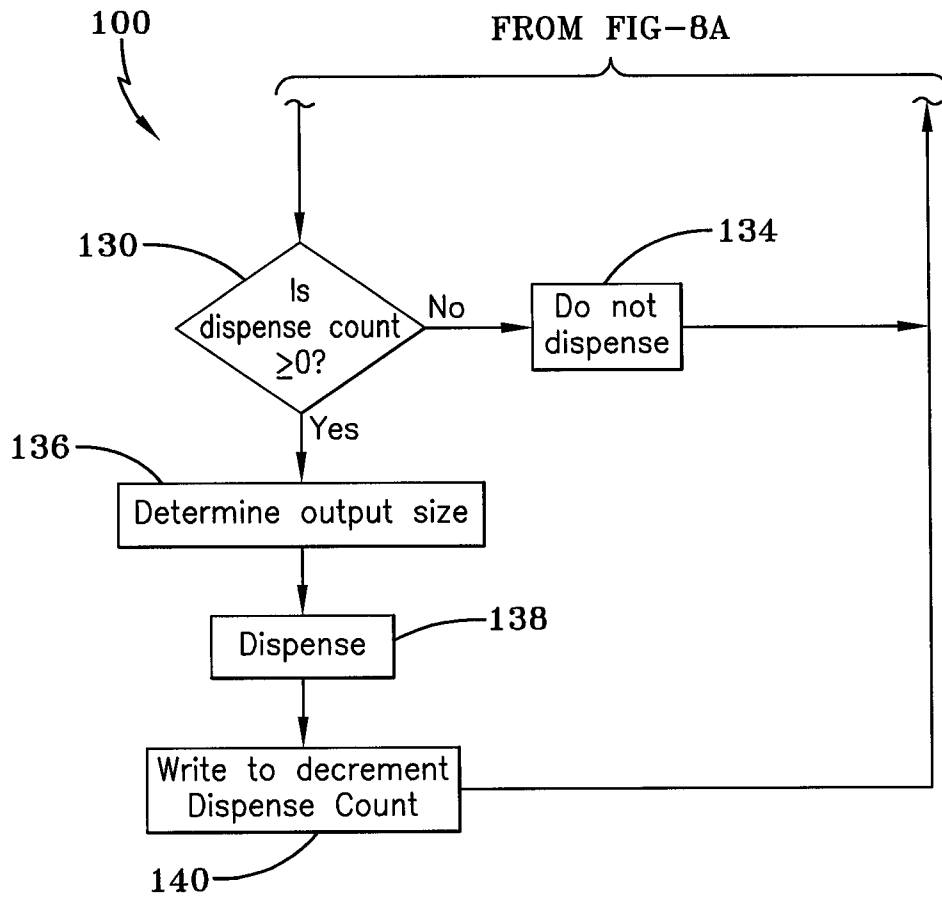 100
FROM FIG-8A
130
Is
dispense count
≥0?
No
134
Do not
dispense
Yes
136
Determine output size
Dispense
138
Write to decrement
Dispense Count
140